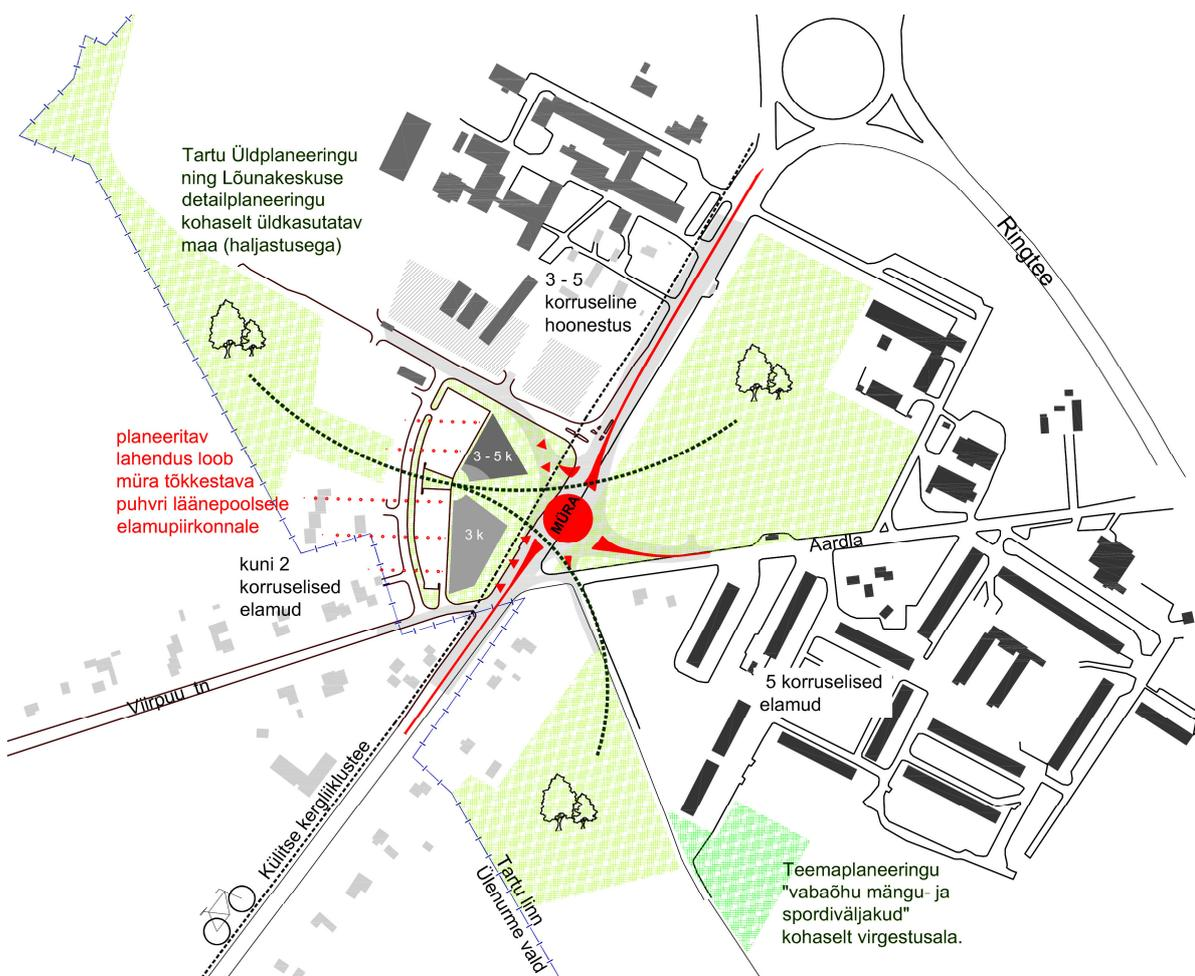 Tartu Üldplaneeringu
ning Lõunakeskuse
detailplaneeringu
kohaselt üldkasutatav
maa (haljastusega)
Ringtee
3 - 5
korruseline
hoonestus
planeeritav
lahendus loob
müra tõkkestava
puhvri läänepoolsele
elamupiirkonnale
3 - 5 k
3 k
MÜRA
Aardla
kuni 2
korruselised
elamud
Viirpuu tn
5 korruselised
elamud
Külitse kergliiklustee
Tartu linn
Ülenurme vald
Teemaplaneeringu
"vabaõhu mängu- ja
spordiväljakud"
kohaselt virgestusala.